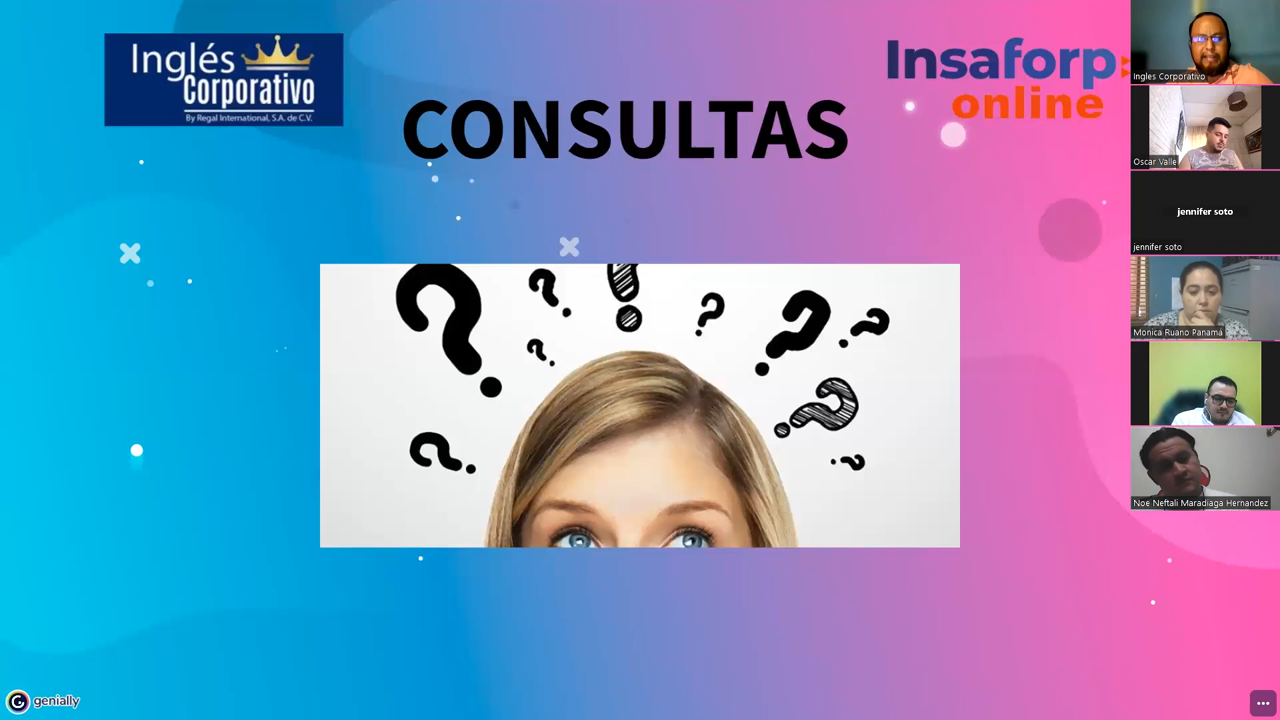 Inglés
Corporativo
By Regal International, S.A. de C.V.
CONSULTAS
Insaforp
online
Ingles Corporativo
Oscar Valle
jennifer soto
jennifer soto
Monica Ruano Panamá
Noe Neftali Maradiaga Hernandez
genially